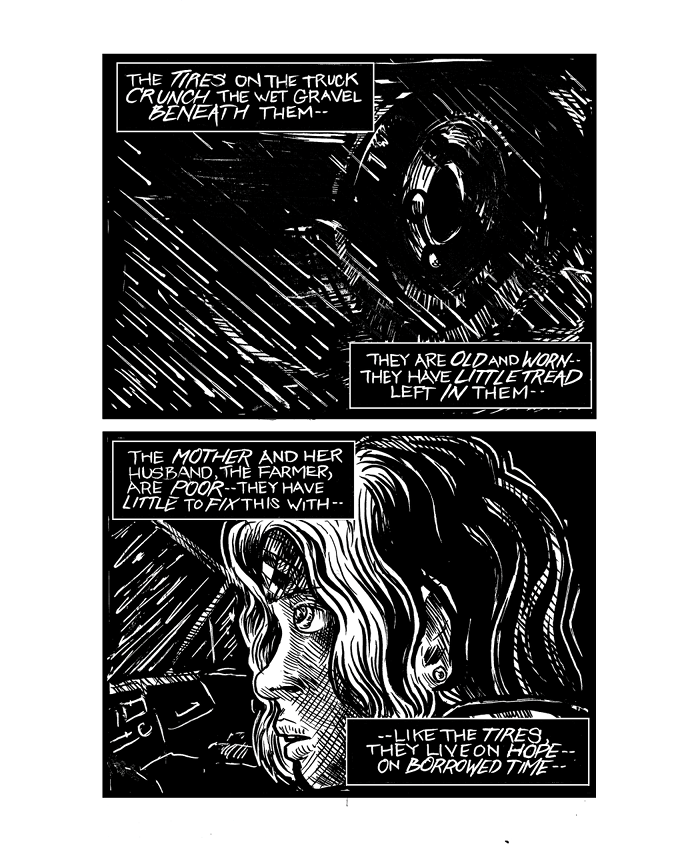 THE TIRES ON THE TRUCK
CRUNCH THE WET GRAVEL
BENEATH THEM--
THEY ARE OLD AND WORN--
THEY HAVE LITTLE TREAD
LEFT IN THEM--
THE MOTHER AND HER
HUSBAND, THE FARMER,
ARE POOR--THEY HAVE
LITTLE TO FIX THIS WITH--
--LIKE THE TIRES,
THEY LIVE ON HOPE--
ON BORROWED TIME--